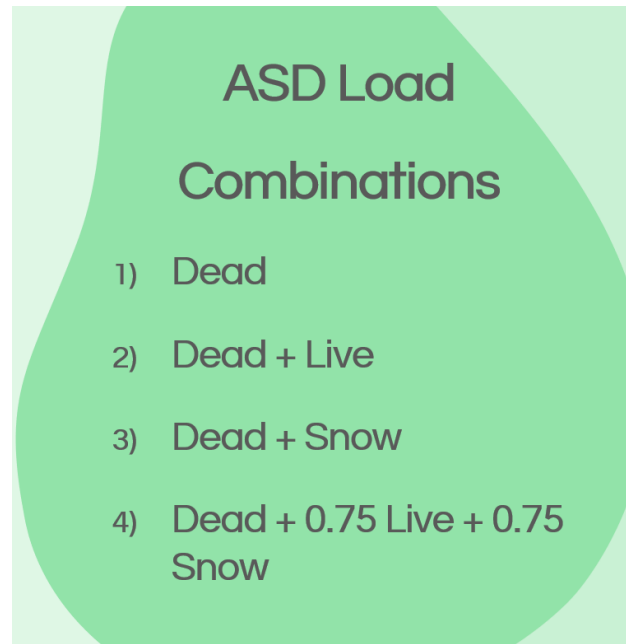 ASD Load
Combinations
1) Dead
2) Dead + Live
3) Dead + Snow
4) Dead + 0.75 Live + 0.75
Snow